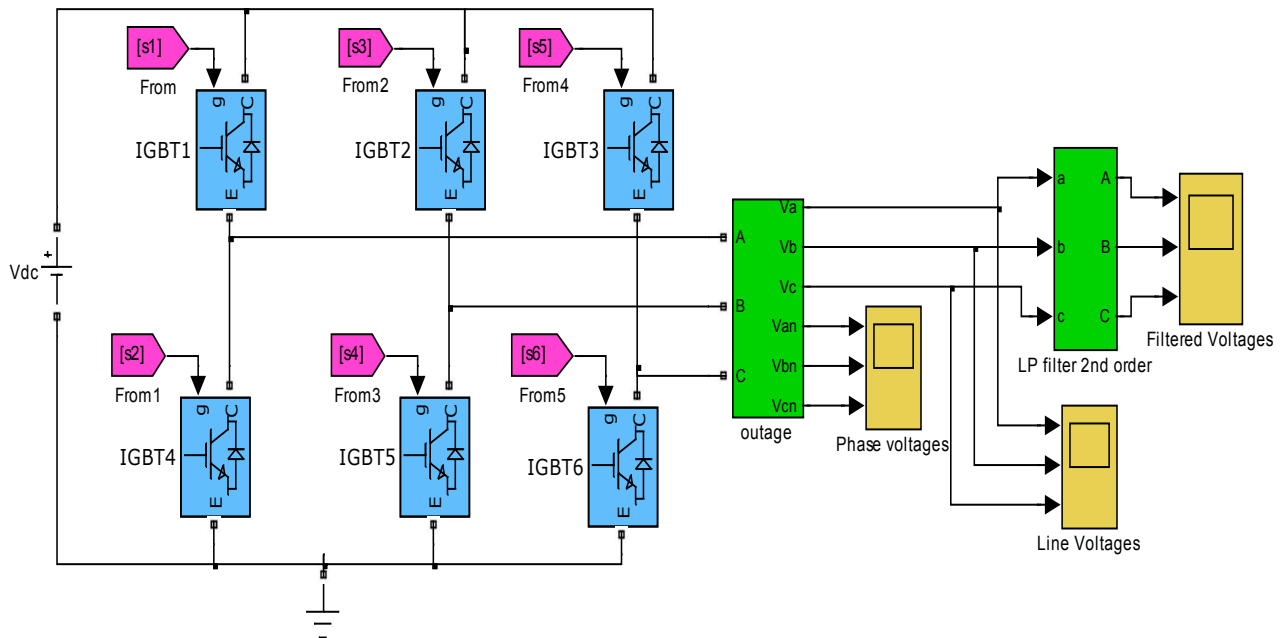 [s1]
[s3]
[s5]
From
From2
From4
g
C
g
C
g
C
IGBT1
IGBT2
IGBT3
E
E
E
+
Vdc
A
B
C
Va
Vb
Vc
Van
Vbn
Vcn
outage
a
b
c
A
B
C
LP filter 2nd order
Filtered Voltages
Phase voltages
Line Voltages
[s2]
[s4]
[s6]
From1
From3
From5
g
C
g
C
g
C
IGBT4
IGBT5
IGBT6
E
E
E